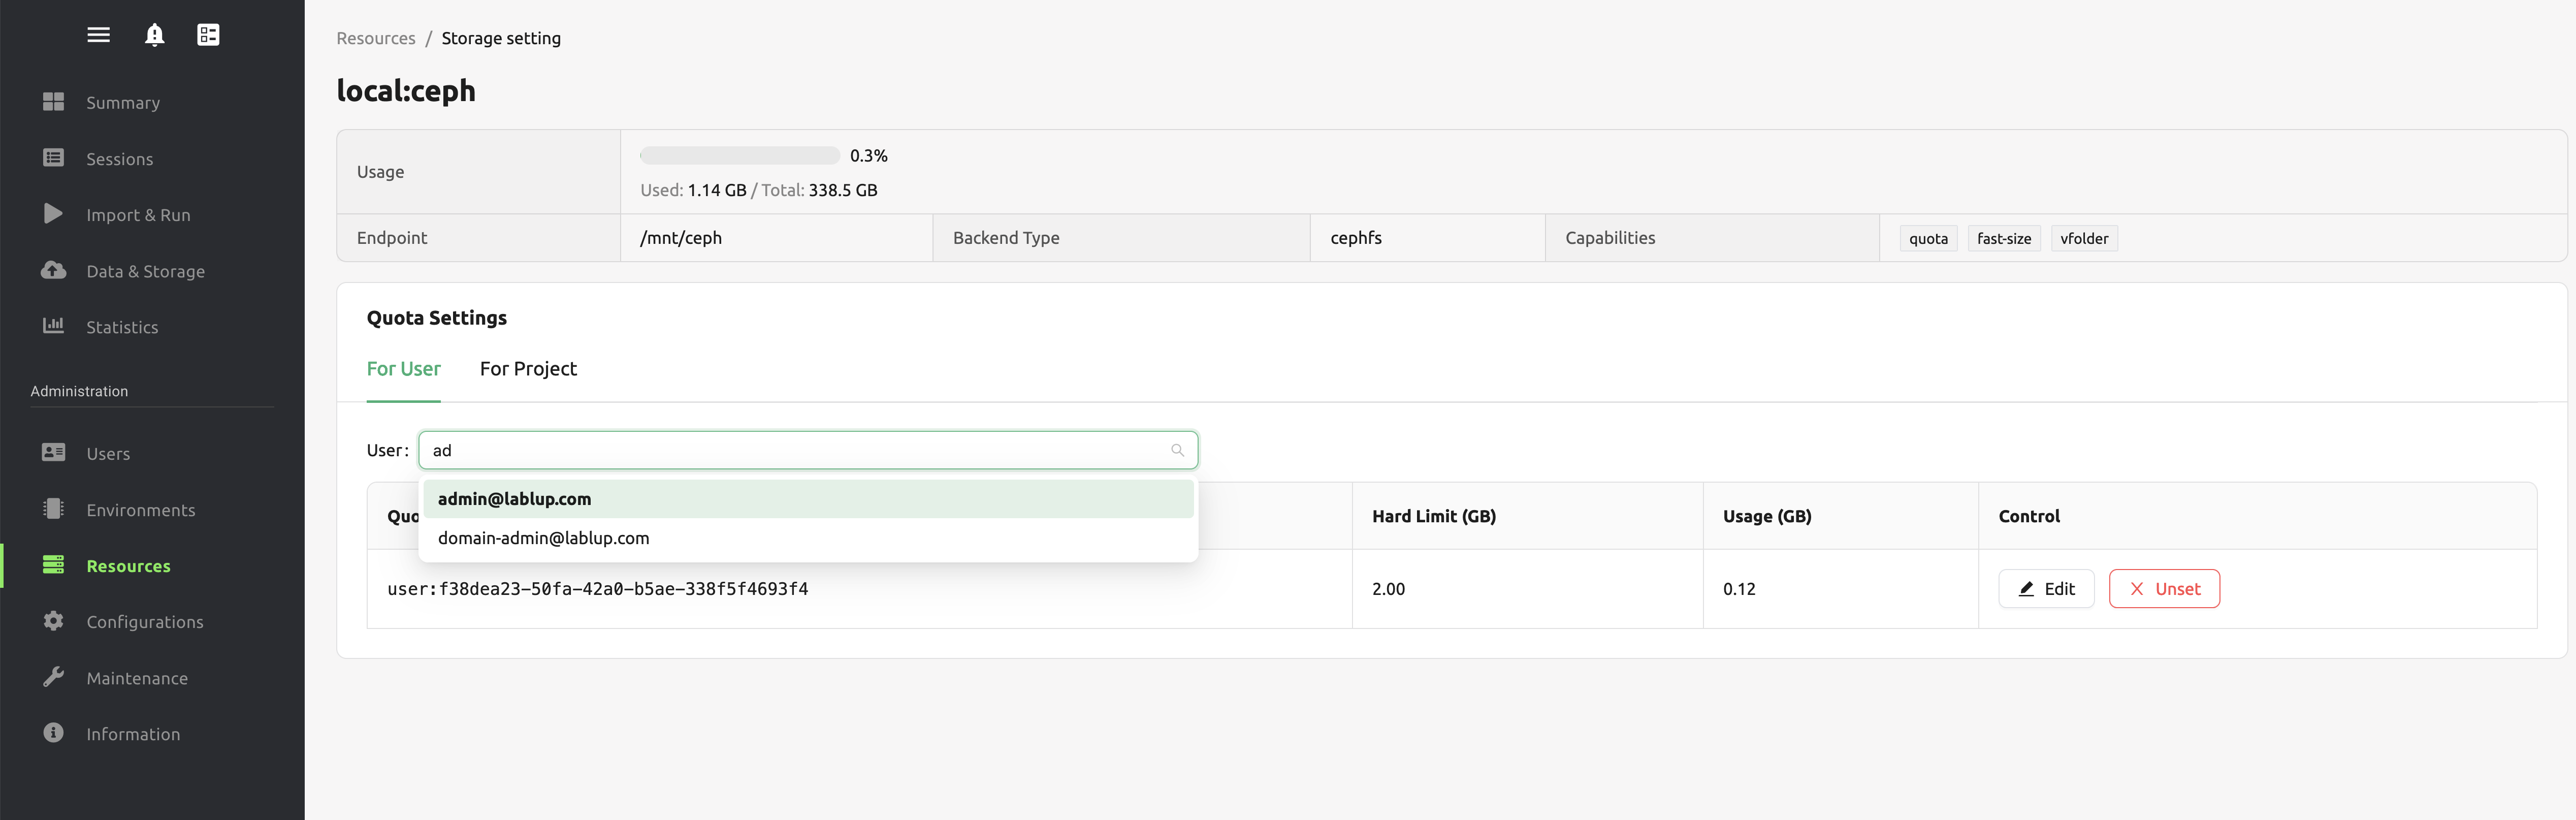 Summary
Sessions
Import & Run
Data & Storage
Statistics
Administration
Users
Environments
Resources
Configurations
Maintenance
Information
Resources / Storage setting
local:ceph
Usage
0.3%
Used: 1.14 GB / Total: 338.5 GB
Endpoint /mnt/ceph Backend Type cephfs Capabilities quota fast-size vfolder
Quota Settings
For User For Project
User: ad
admin@lablup.com
domain-admin@lablup.com
Quo Hard Limit (GB) Usage (GB) Control
user:f38dea23-50fa-42a0-b5ae-338f5f4693f4 2.00 0.12 Edit Unset